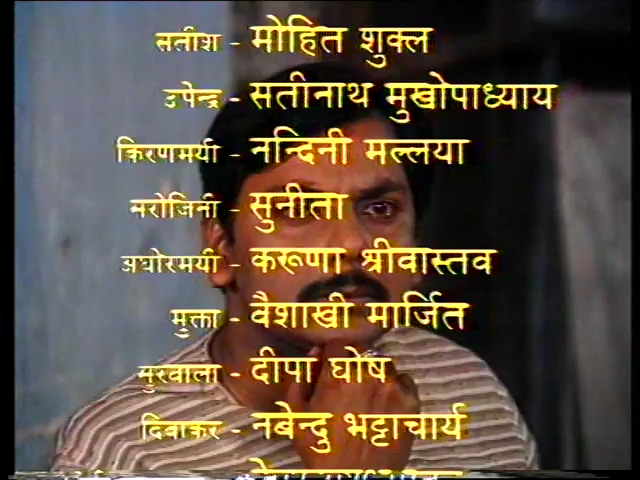 सतीश - मोहित शुक्ल
उपेन्द्र - सतीनाथ मुखोपाध्याय
किरणमयी - नन्दिनी मल्लया
सरोजिनी - सुनीता
अघोरमयी - करूणा श्रीवास्तव
मुक्ता - वैशाखी मार्जित
सुरबाला - दीपा घोष
दिवाकर - नबेन्दु भट्टाचार्य